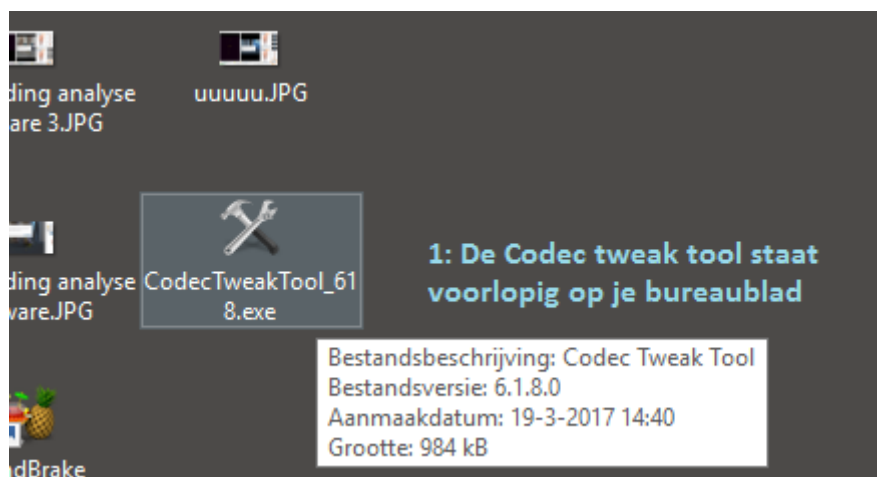 ding analyse
are 3.JPG
uuuuu.JPG
ding analyse
vare.JPG
CodecTweakTool_61
8.exe
1: De Codec tweak tool staat
voorlopig op je bureaublad
Bestandsbeschrijving: Codec Tweak Tool
Bestandsversie: 6.1.8.0
Aanmaakdatum: 19-3-2017 14:40
Grootte: 984 kB
ndBrake